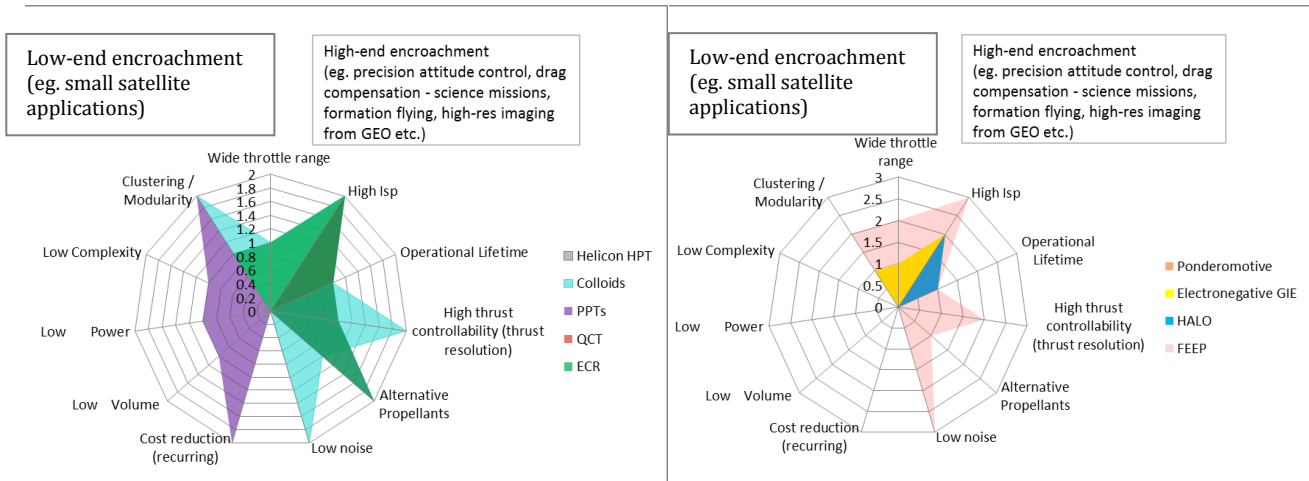 Low-end encroachment
(eg. small satellite
applications)
High-end encroachment
(eg. precision attitude control, drag
compensation - science missions,
formation flying, high-res imaging
from GEO etc.)
Wide throttle range
2
1.8
1.6
1.4
1.2
1
0.8
0.6
0.4
0.2
0
High Isp
Operational Lifetime
High thrust
controllability (thrust
resolution)
Alternative
Propellants
Low noise
Cost reduction
(recurring)
Low Volume
Low Power
Low Complexity
Clustering /
Modularity
Helicon HPT
Colloids
PPTs
QCT
ECR
Low-end encroachment
(eg. small satellite
applications)
High-end encroachment
(eg. precision attitude control, drag
compensation - science missions,
formation flying, high-res imaging
from GEO etc.)
Wide throttle
range
3
2.5
2
1.5
1
0.5
0
High Isp
Operational
Lifetime
High thrust
controllability
(thrust resolution)
Alternative
Propellants
Low noise
Cost reduction
(recurring)
Low Volume
Low Power
Low Complexity
Clustering /
Modularity
Ponderomotive
Electronegative GIE
HALO
FEEP